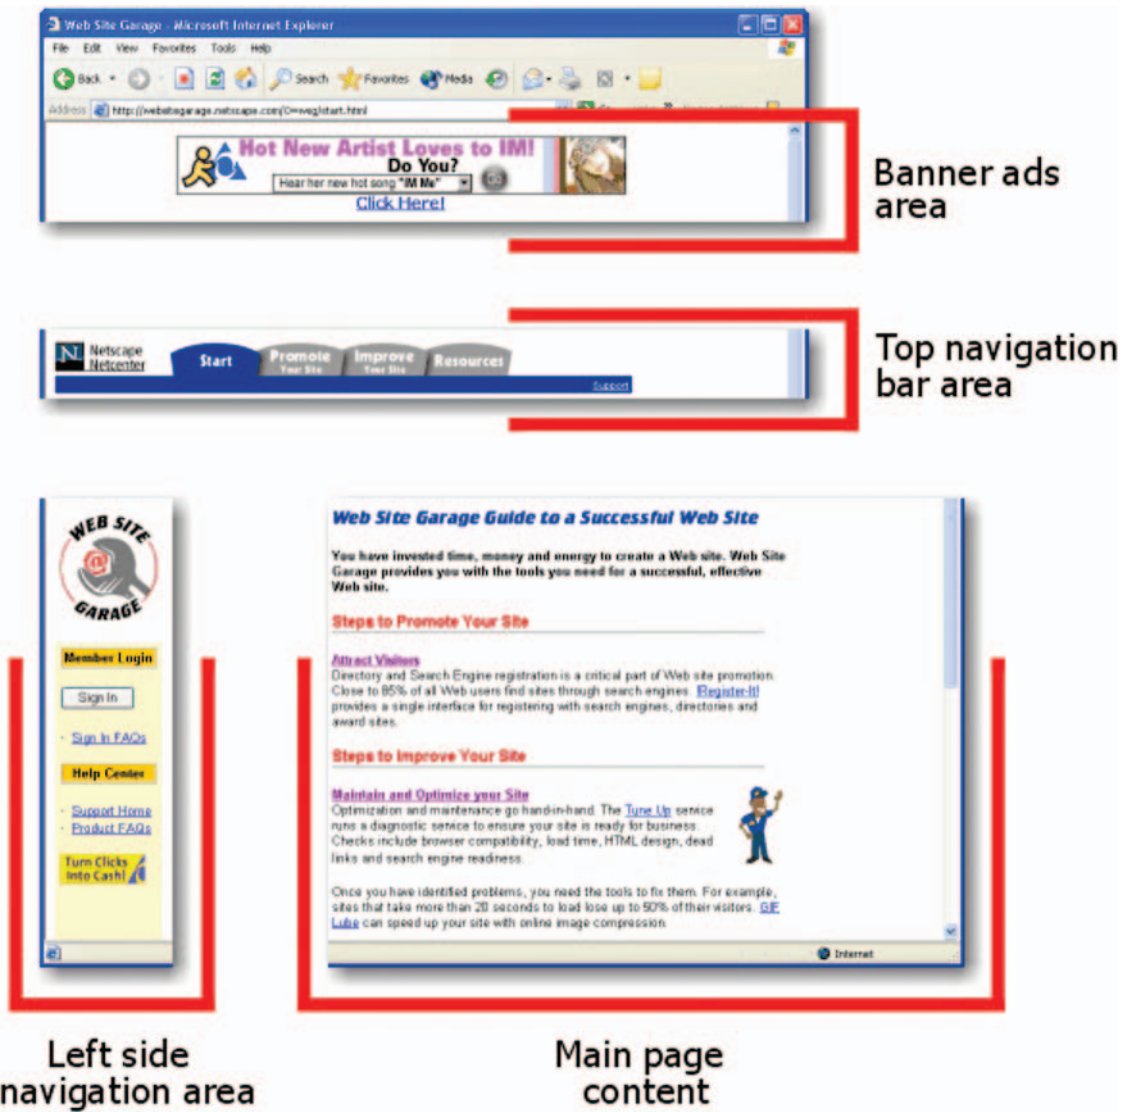 Web Site Garage - Microsoft Internet Explorer
File Edit View Favorites Tools Help
Back Search Favorites Media
Address http://websitegarage.netscape.com/O=wsg/start.html
Hot New Artist Loves to IM!
Do You?
Hear her new hot song "IM Me" Go
Click Here!
Banner ads
area
N Netscape
Netcenter
Start
Promote
Your Site
Improve
Your Site
Resources
Support
Top navigation
bar area
WEB SITE
GARAGE
Member Login
Sign In
· Sign In FAQs
Help Center
· Support Home
· Product FAQs
Turn Clicks
Into Cash!
Left side
navigation area
Web Site Garage Guide to a Successful Web Site
You have invested time, money and energy to create a Web site. Web Site
Garage provides you with the tools you need for a successful, effective
Web site.
Steps to Promote Your Site
Attract Visitors
Directory and Search Engine registration is a critical part of Web site promotion.
Close to 85% of all Web users find sites through search engines. !Register-It!
provides a single interface for registering with search engines, directories and
award sites.
Steps to Improve Your Site
Maintain and Optimize your Site
Optimization and maintenance go hand-in-hand. The Tune Up service
runs a diagnostic service to ensure your site is ready for business.
Checks include browser compatibility, load time, HTML design, dead
links and search engine readiness.
Once you have identified problems, you need the tools to fix them. For example,
sites that take more than 20 seconds to load lose up to 50% of their visitors. GIF
Lube can speed up your site with online image compression.
Internet
Main page
content